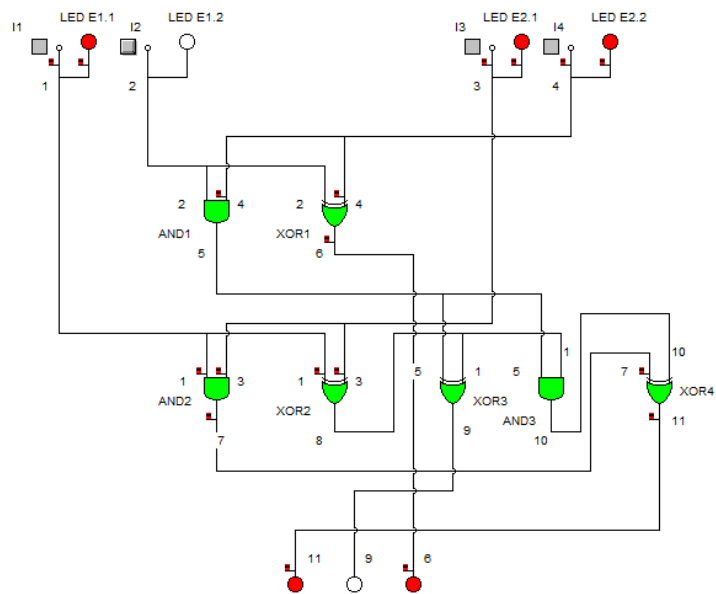 I1 LED E1.1 I2 LED E1.2 I3 LED E2.1 I4 LED E2.2
1 2 3 4
2 4 2 4
AND1 XOR1
5 6
1 3 1 3 5 1 5 1 7 10
AND2 XOR2 XOR3 AND3 XOR4
7 8 9 10 11
11 9 6